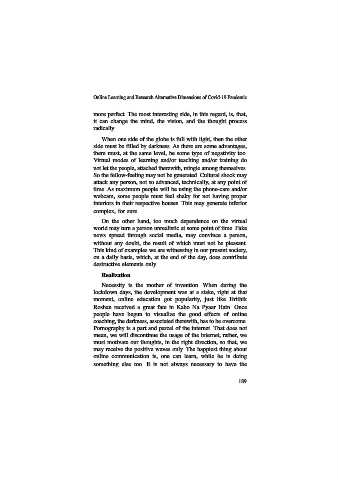 Online Learning and Research Alternative Dimensions of Covid-19 Pandemic
more perfect. The most interesting side, in this regard, is, that,
it can change the mind, the vision, and the thought process
radically.
When one side of the globe is full with light, then the other
side must be filled by darkness. As there are some advantages,
there must, at the same level, be some type of negativity too.
Virtual modes of learning and/or teaching and/or training do
not let the people, attached therewith, mingle among themselves.
So the fellow-feeling may not be generated. Cultural shock may
attack any person, not so advanced, technically, at any point of
time. As maximum people will be using the phone-cam and/or
webcam, some people must feel shaky for not having proper
interiors in their respective homes. This may generate inferior
complex, for sure.
On the other hand, too much dependence on the virtual
world may turn a person unrealistic at some point of time. Fake
news spread through social media, may convince a person,
without any doubt, the result of which must not be pleasant.
This kind of examples we are witnessing in our present society,
on a daily basis, which, at the end of the day, does contribute
destructive elements only.
Realization
Necessity is the mother of invention. When during the
lockdown days, the development was at a stake, right at that
moment, online education got popularity, just like Hrithik
Roshan received a great fan in Kaho Na Pyaar Hain. Once
people have begun to visualize the good effects of online
coaching, the darkness, associated therewith, has to be overcome.
Pornography is a part and parcel of the internet. That does not
mean, we will discontinue the usage of the internet, rather, we
must motivate our thoughts, in the right direction, so that, we
may receive the positive waves only. The happiest thing about
online communication is, one can learn, while he is doing
something else too. It is not always necessary to have the
189